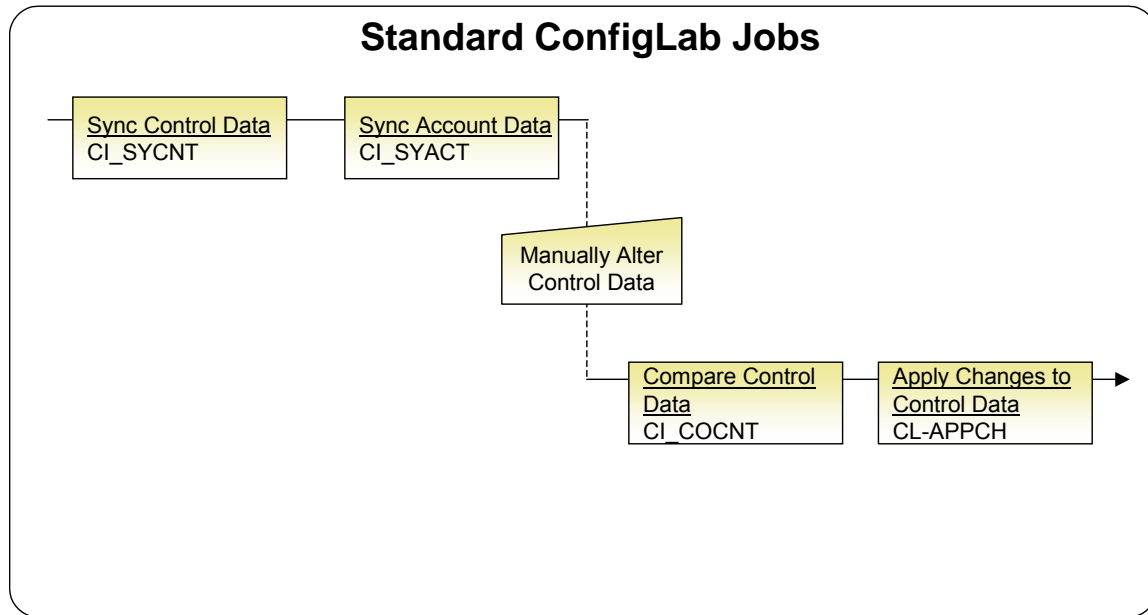 Standard ConfigLab Jobs
Sync Control Data
CI_SYCNT
Sync Account Data
CI_SYACT
Manually Alter
Control Data
Compare Control
Data
CI_COCNT
Apply Changes to
Control Data
CL-APPCH